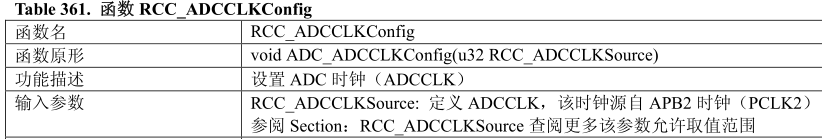 Table 361. 函数 RCC_ADCCLKConfig
函数名 RCC_ADCCLKConfig
函数原形 void ADC_ADCCLKConfig(u32 RCC_ADCCLKSource)
功能描述 设置 ADC 时钟（ADCCLK）
输入参数 RCC_ADCCLKSource: 定义 ADCCLK，该时钟源自 APB2 时钟（PCLK2）
参阅 Section：RCC_ADCCLKSource 查阅更多该参数允许取值范围